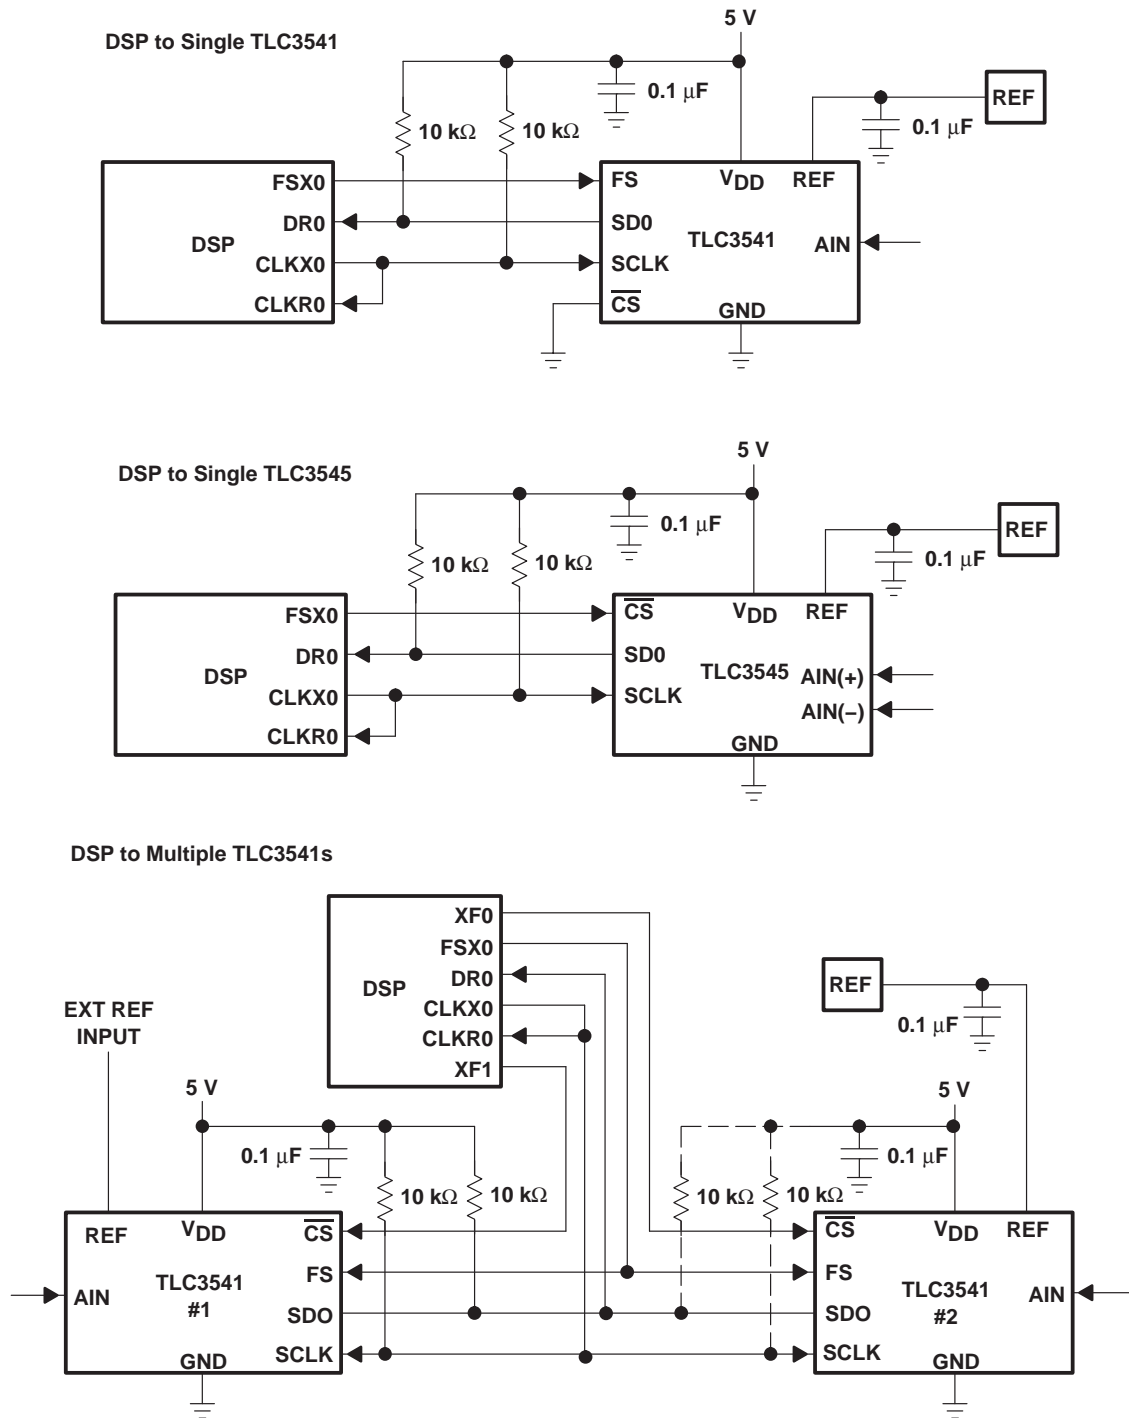 DSP to Single TLC3541
5 V
0.1 µF
REF
0.1 µF
10 kΩ
10 kΩ
FSX0
DR0
DSP
CLKX0
CLKR0
FS
VDD
REF
SD0
TLC3541
AIN
SCLK
CS
GND
DSP to Single TLC3545
5 V
0.1 µF
REF
0.1 µF
10 kΩ
10 kΩ
FSX0
DR0
DSP
CLKX0
CLKR0
CS
VDD
REF
SD0
TLC3545
AIN(+)
SCLK
AIN(−)
GND
DSP to Multiple TLC3541s
XF0
FSX0
DR0
DSP
CLKX0
CLKR0
XF1
REF
0.1 µF
EXT REF
INPUT
5 V
0.1 µF
10 kΩ
10 kΩ
5 V
0.1 µF
10 kΩ
10 kΩ
REF
VDD
CS
FS
TLC3541
#1
AIN
SDO
GND
SCLK
CS
VDD
REF
FS
TLC3541
#2
AIN
SDO
SCLK
GND